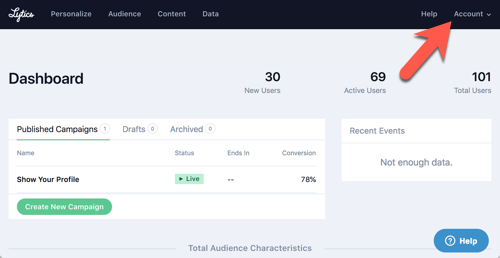 Lytics Personalize Audience Content Data Help Account
Dashboard
30 69 101
New Users Active Users Total Users
Published Campaigns 1 Drafts 0 Archived 0
Name Status Ends In Conversion
Show Your Profile Live -- 78%
Create New Campaign
Recent Events
Not enough data.
Total Audience Characteristics
Help